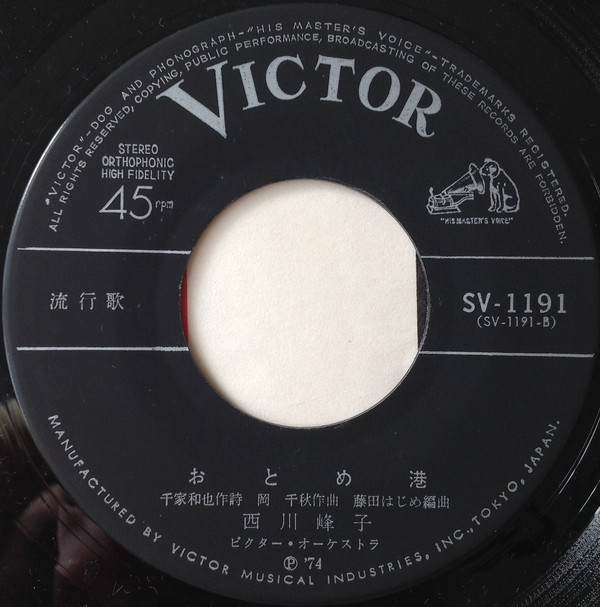 "VICTOR"-DOG AND PHONOGRAPH-"HIS MASTER'S VOICE"-TRADEMARKS REGISTERED.
ALL RIGHTS RESERVED, COPYING, PUBLIC PERFORMANCE, BROADCASTING OF THESE RECORDS ARE FORBIDDEN.
VICTOR
STEREO
ORTHOPHONIC
HIGH FIDELITY
45 rpm
"HIS MASTER'S VOICE"
流行歌
SV-1191
(SV-1191-B)
おとめ港
千家和也作詩 岡 千秋作曲 藤田はじめ編曲
西川峰子
ビクター・オーケストラ
Ⓟ '74
MANUFACTURED BY VICTOR MUSICAL INDUSTRIES, INC., TOKYO, JAPAN.